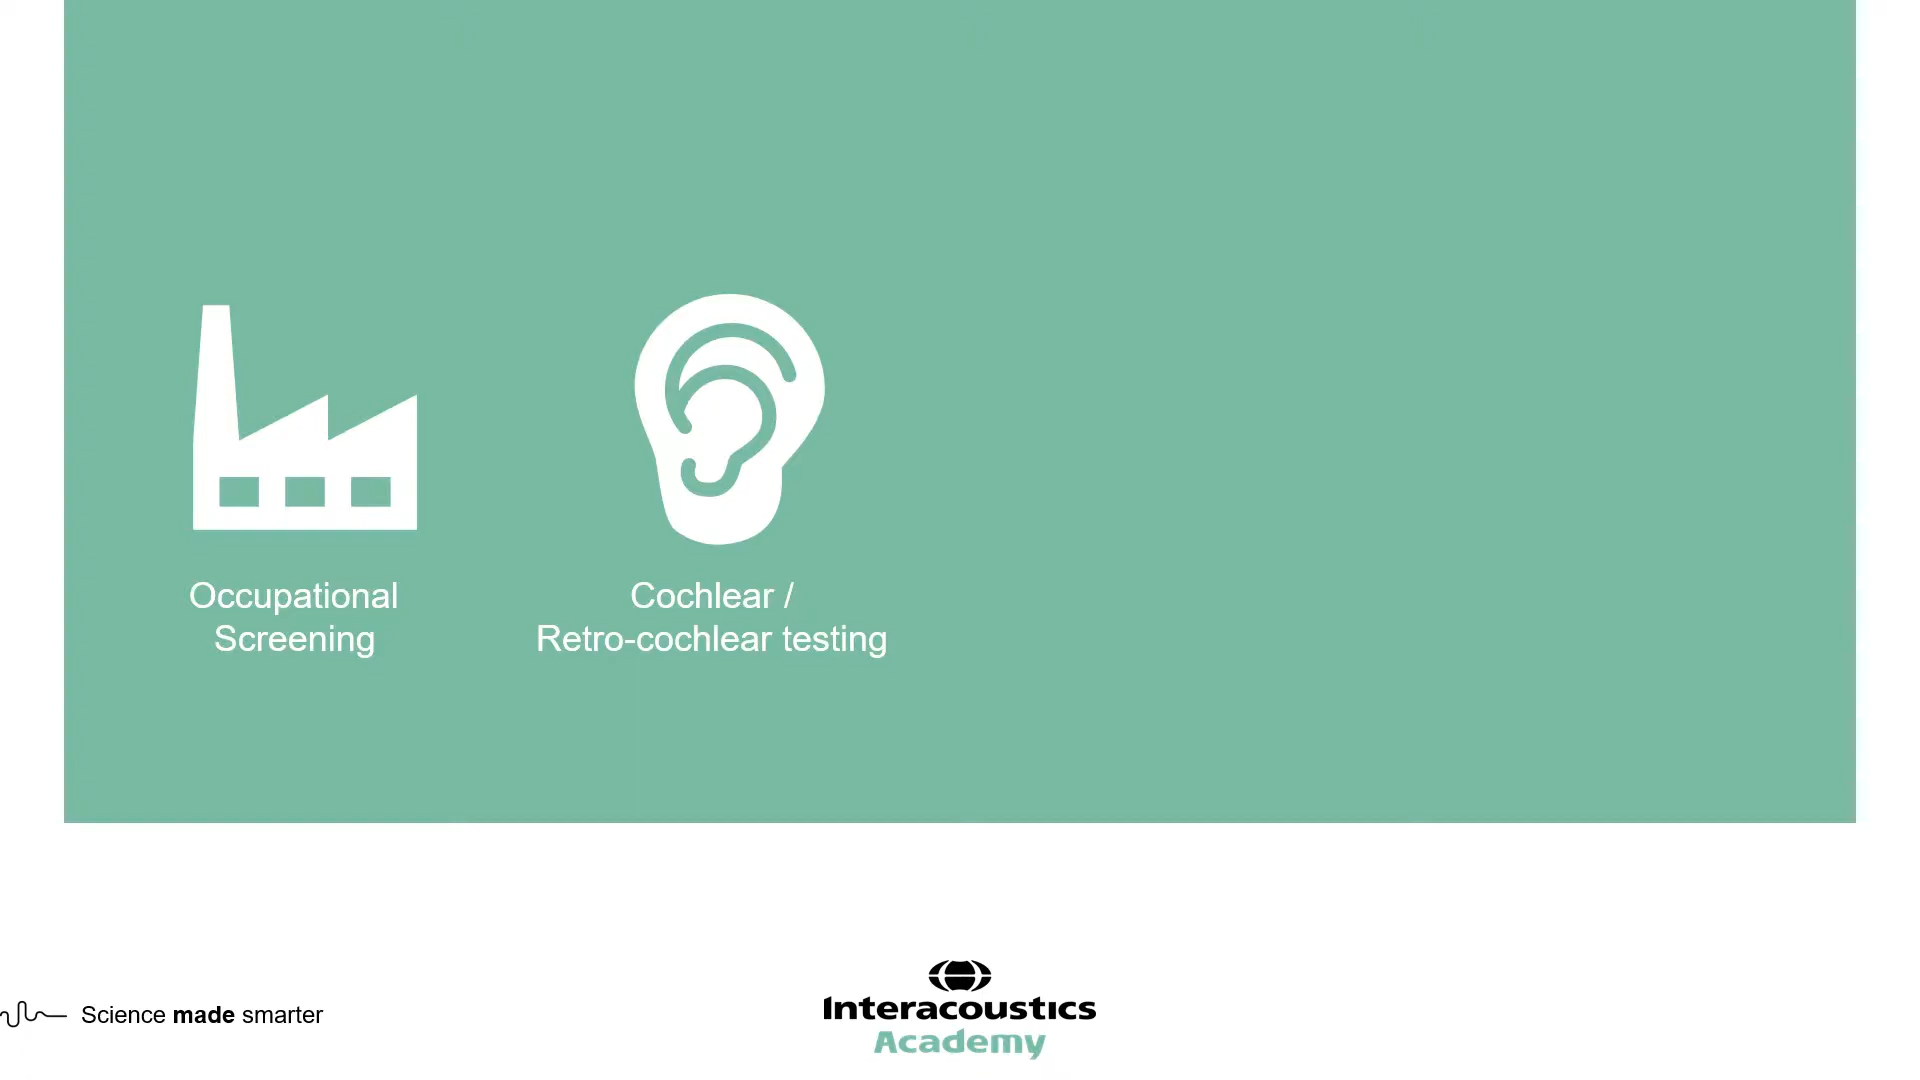 Occupational
Screening
Cochlear /
Retro-cochlear testing
Science made smarter
Interacoustics
Academy